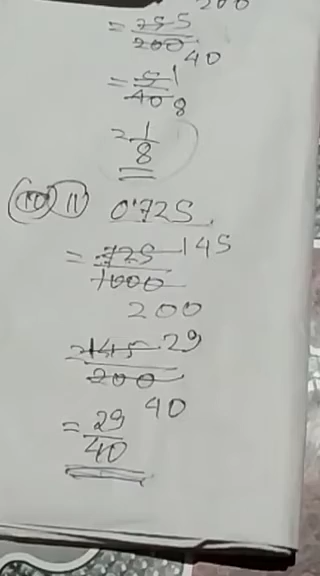 200
= 25/200 40
= 5/40 1 8
= 1/8
(10) (11) 0.725
= 725/1000 145
200
= 145/200 29
40
= 29/40